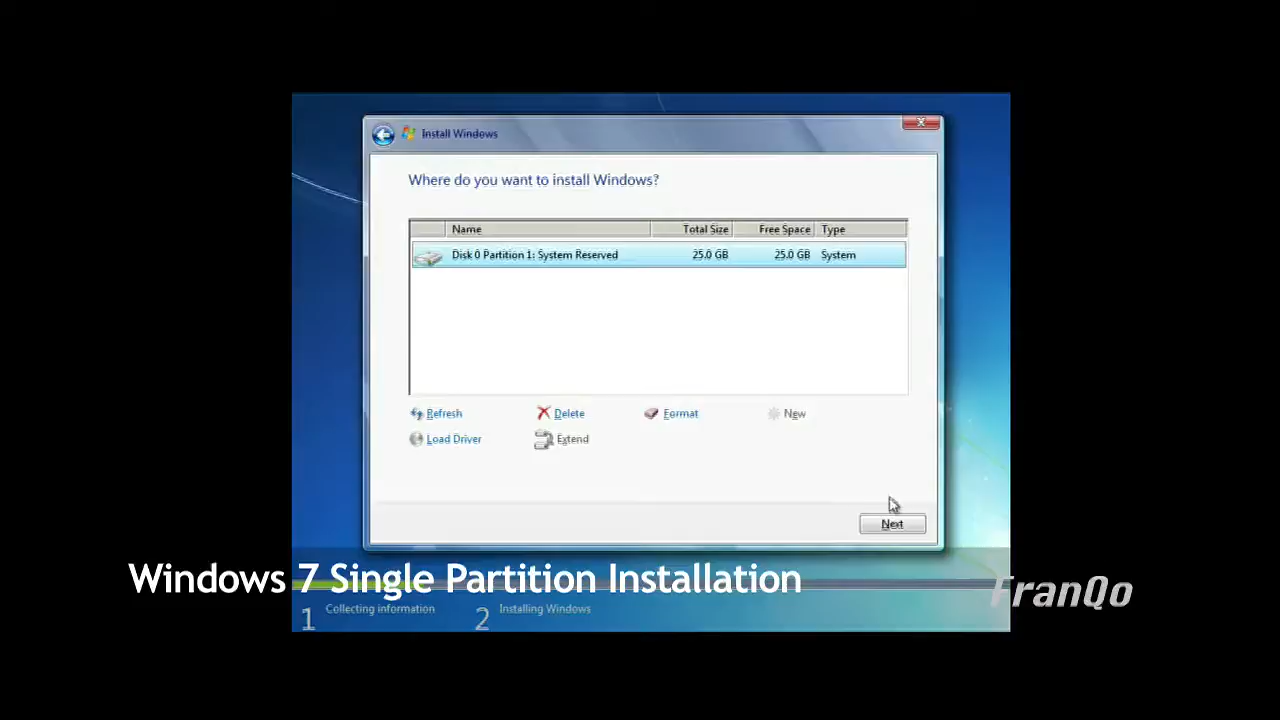 Install Windows
Where do you want to install Windows?
Name Total Size Free Space Type
Disk 0 Partition 1: System Reserved 25.0 GB 25.0 GB System
Refresh Delete Format New
Load Driver Extend
Next
Windows 7 Single Partition Installation
FranQo
1 Collecting information 2 Installing Windows